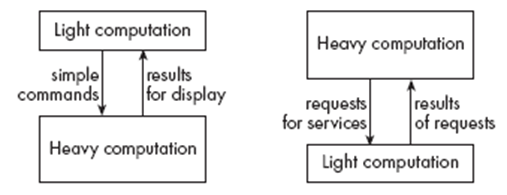 Light computation
simple
commands
results
for display
Heavy computation
Heavy computation
requests
for services
results
of requests
Light computation